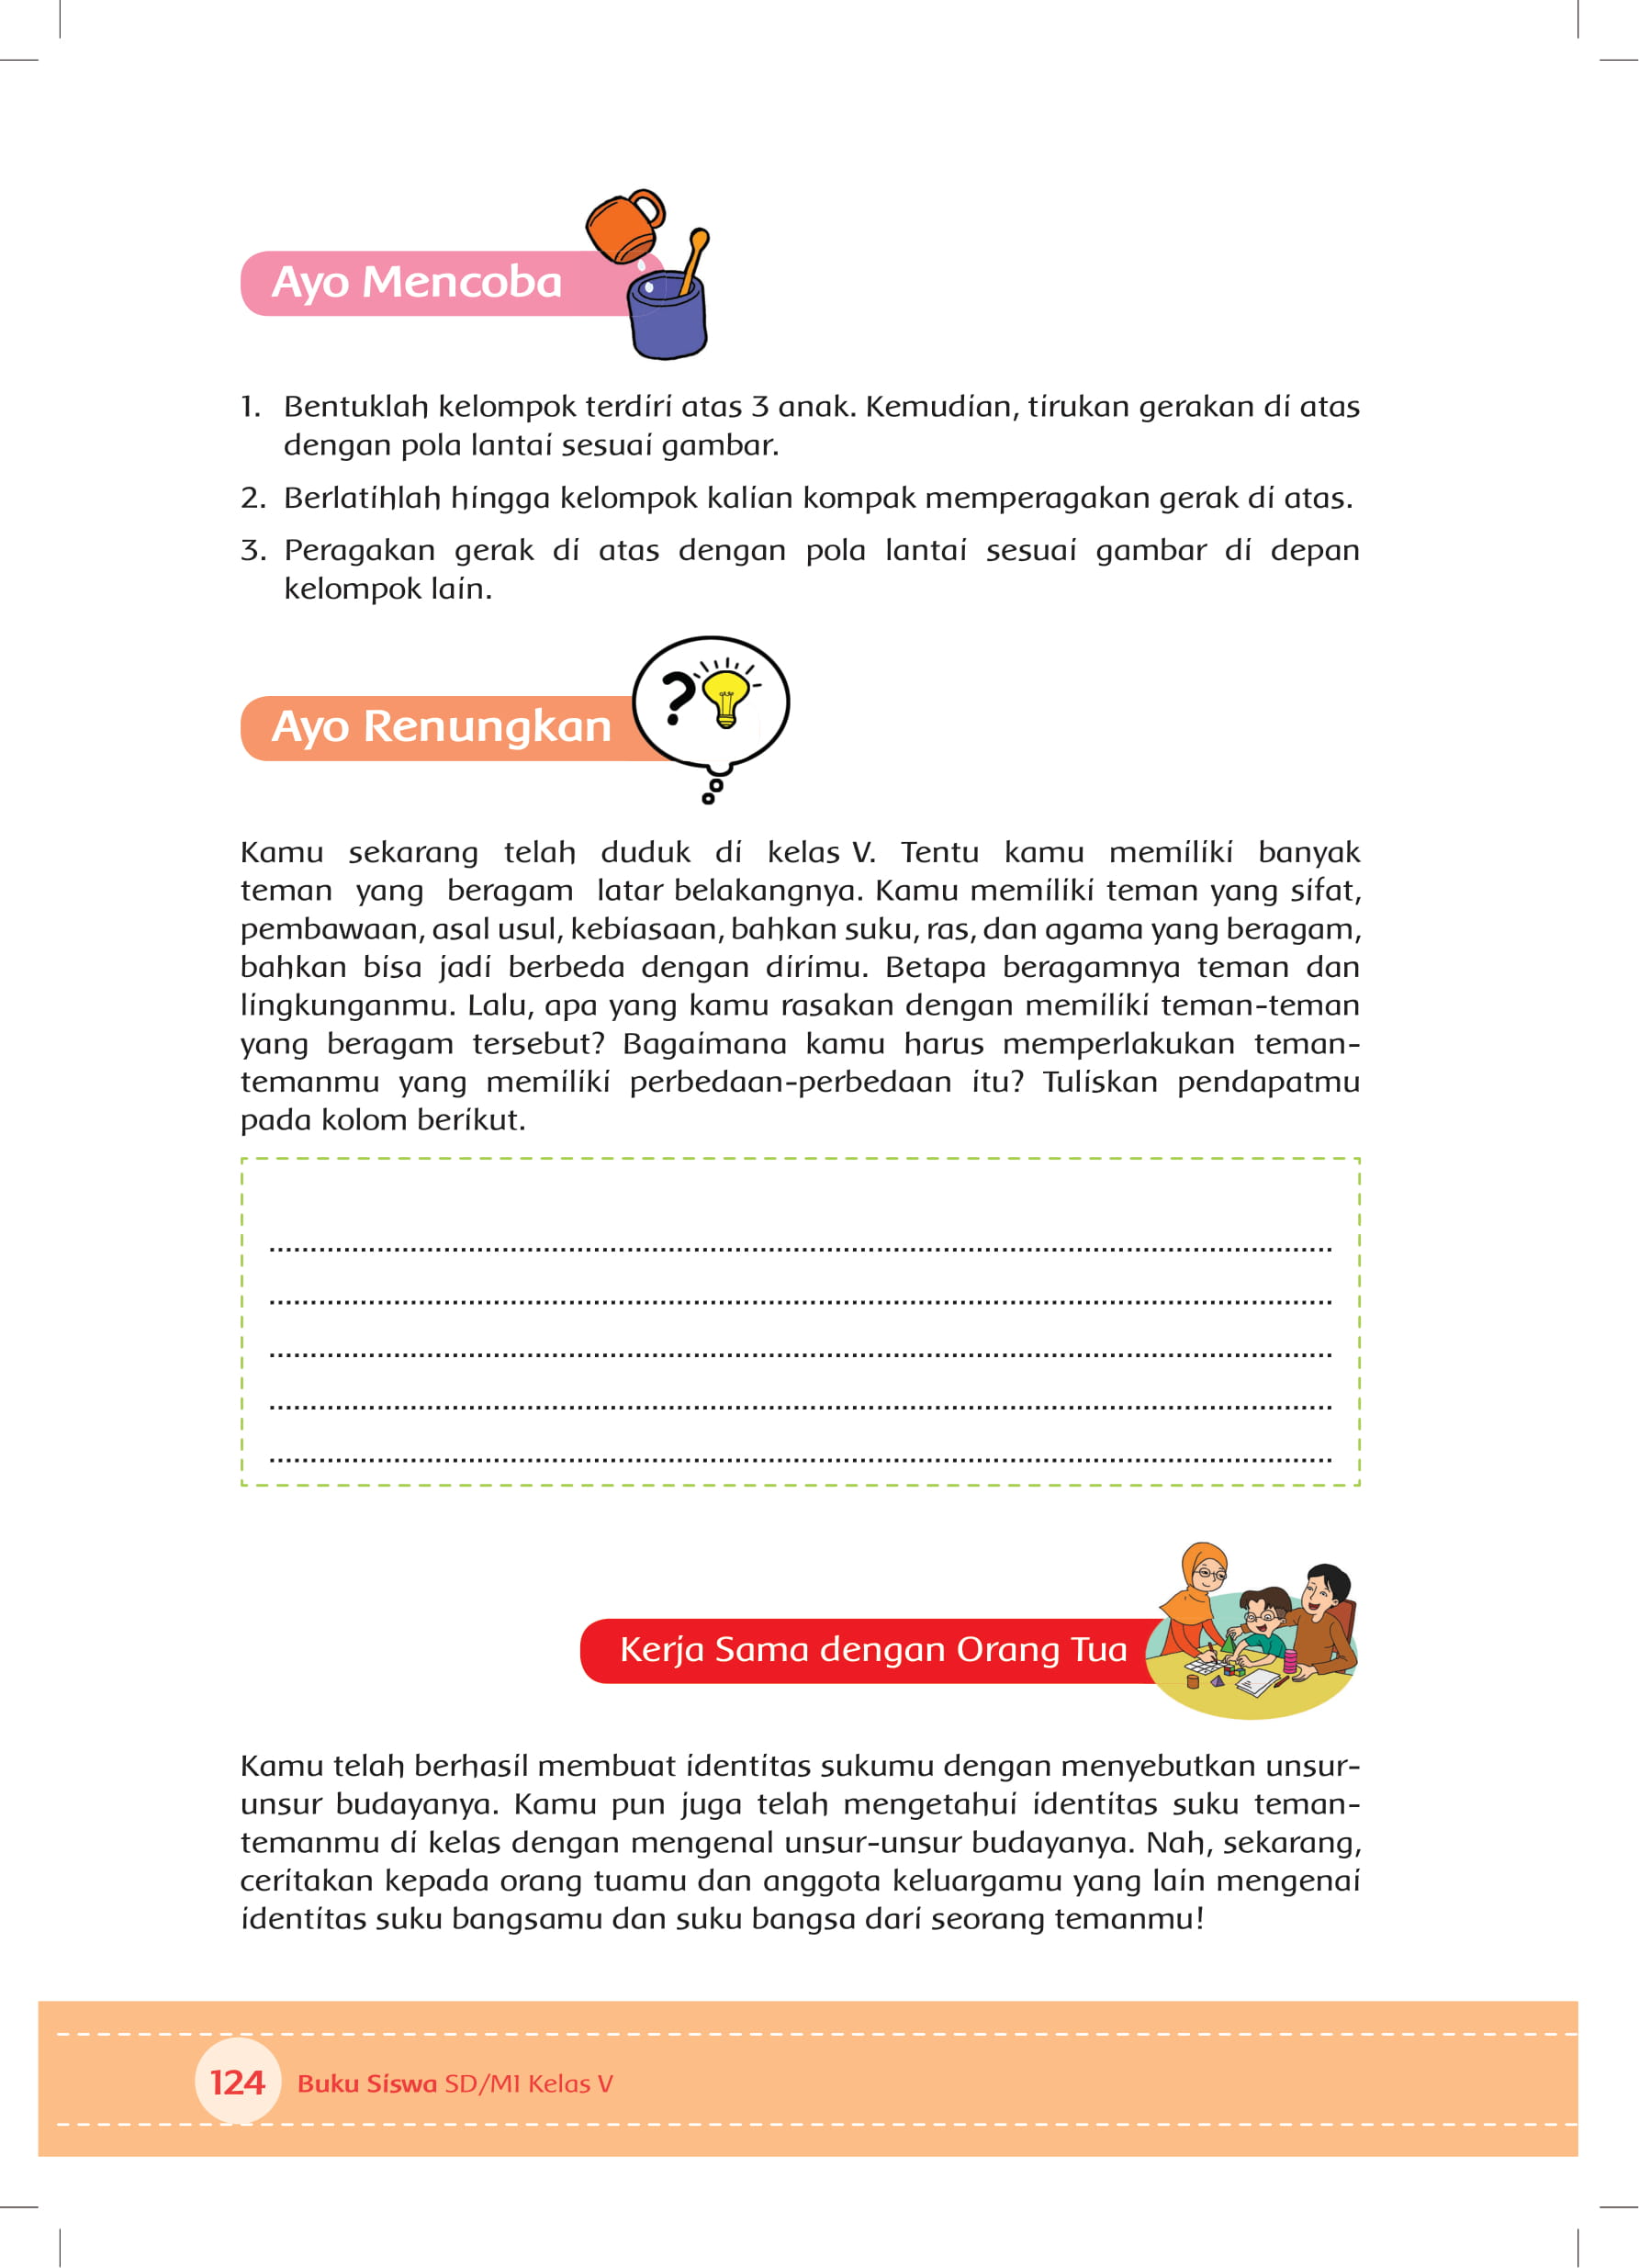 Ayo Mencoba
1. Bentuklah kelompok terdiri atas 3 anak. Kemudian, tirukan gerakan di atas
dengan pola lantai sesuai gambar.
2. Berlatihlah hingga kelompok kalian kompak memperagakan gerak di atas.
3. Peragakan gerak di atas dengan pola lantai sesuai gambar di depan
kelompok lain.
?
Ayo Renungkan
Kamu sekarang telah duduk di kelas V. Tentu kamu memiliki banyak
teman yang beragam latar belakangnya. Kamu memiliki teman yang sifat,
pembawaan, asal usul, kebiasaan, bahkan suku, ras, dan agama yang beragam,
bahkan bisa jadi berbeda dengan dirimu. Betapa beragamnya teman dan
lingkunganmu. Lalu, apa yang kamu rasakan dengan memiliki teman-teman
yang beragam tersebut? Bagaimana kamu harus memperlakukan teman-
temanmu yang memiliki perbedaan-perbedaan itu? Tuliskan pendapatmu
pada kolom berikut.
Kerja Sama dengan Orang Tua
Kamu telah berhasil membuat identitas sukumu dengan menyebutkan unsur-
unsur budayanya. Kamu pun juga telah mengetahui identitas suku teman-
temanmu di kelas dengan mengenal unsur-unsur budayanya. Nah, sekarang,
ceritakan kepada orang tuamu dan anggota keluargamu yang lain mengenai
identitas suku bangsamu dan suku bangsa dari seorang temanmu!
124 Buku Siswa SD/MI Kelas V